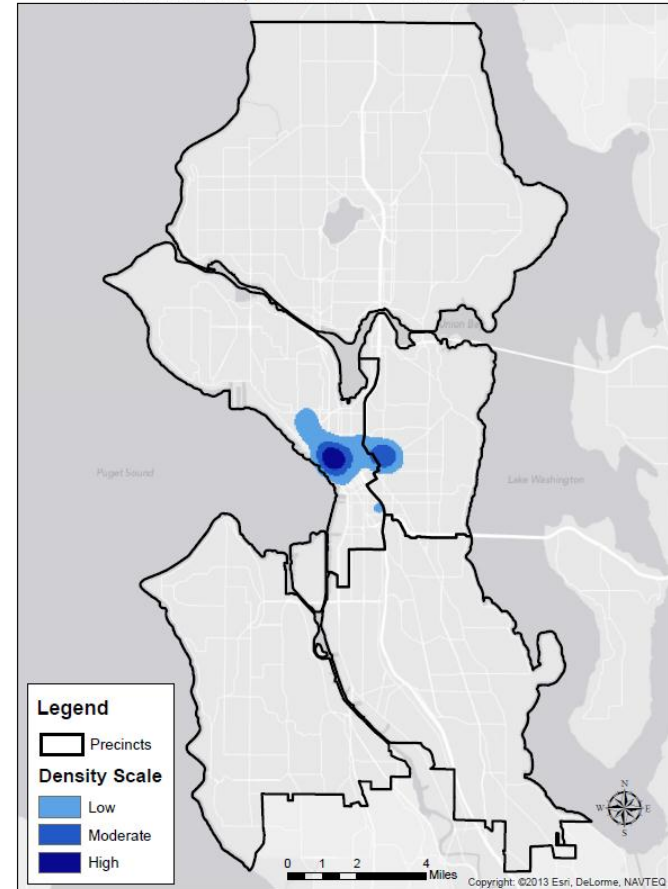 Union Ba
Puget Sound
Lake Washington
Legend
Precincts
Density Scale
Low
Moderate
High
N
W E
S
0 1 2 4
Miles
Copyright: ©2013 Esri, DeLorme, NAVTEQ